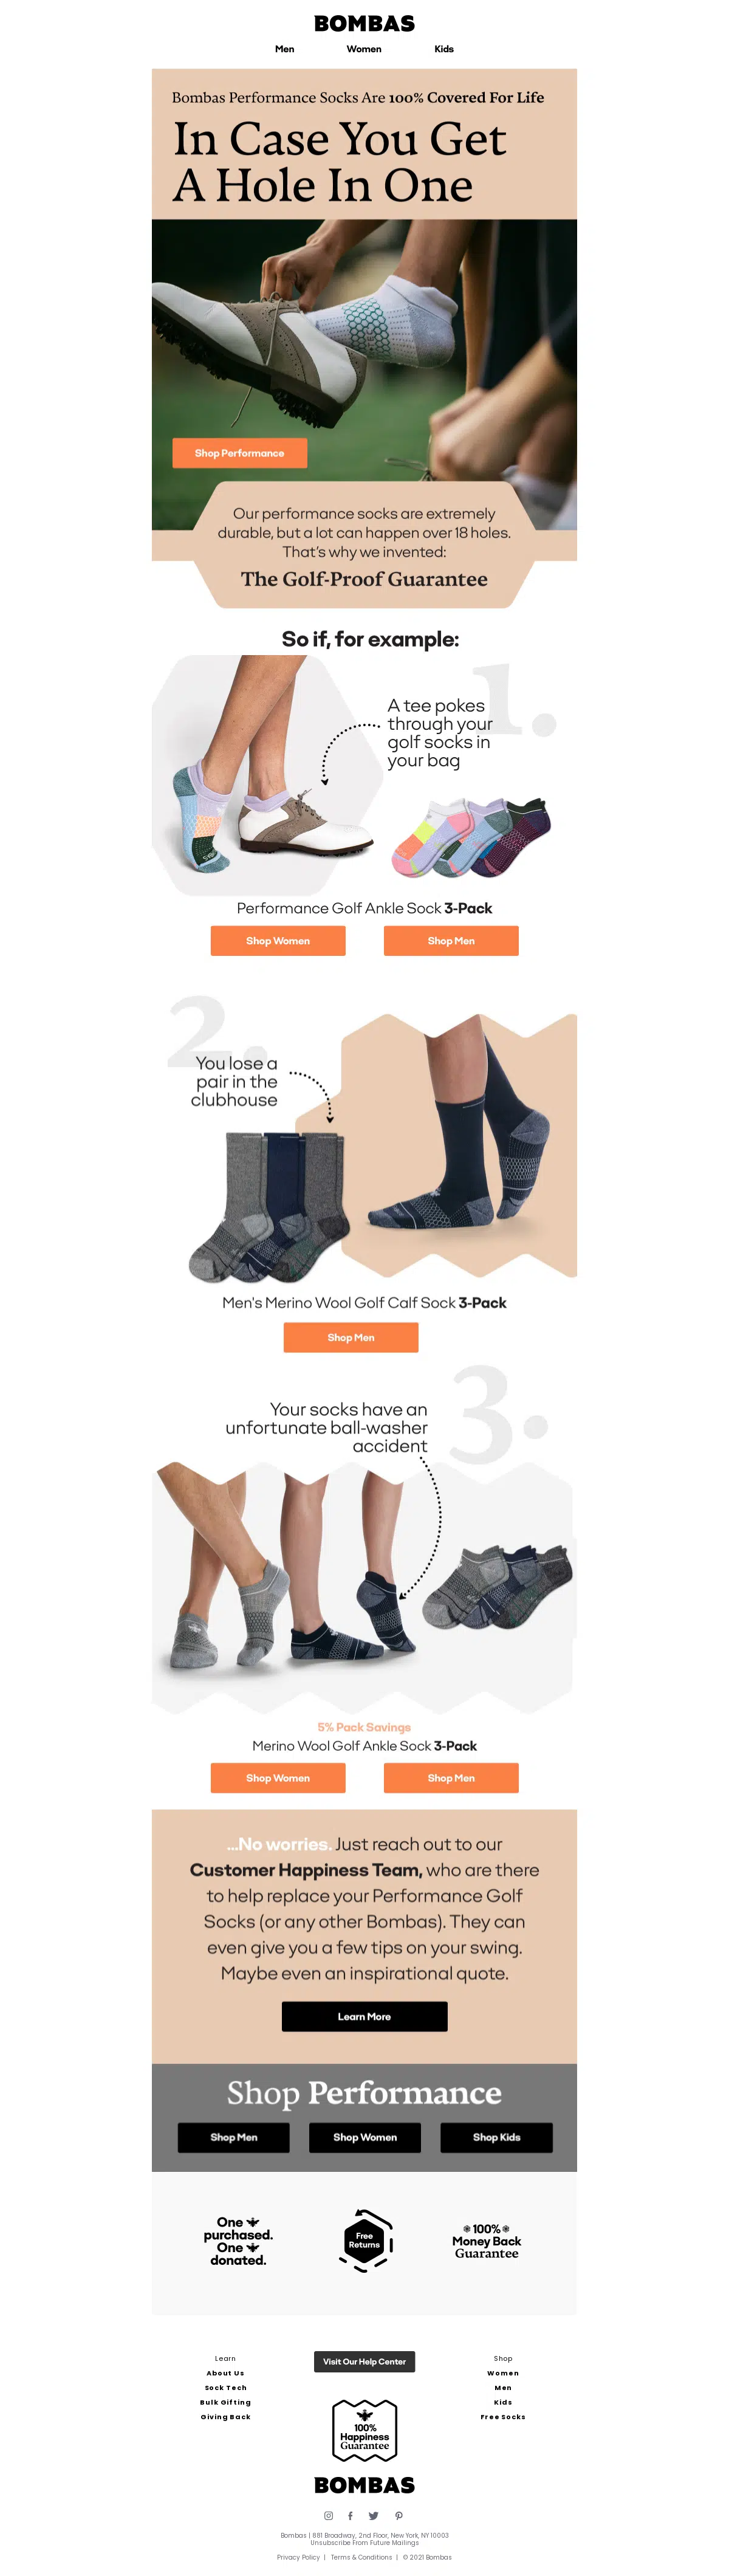 BOMBAS
Men Women Kids
Bombas Performance Socks Are 100% Covered For Life
In Case You Get
A Hole In One
Shop Performance
Our performance socks are extremely
durable, but a lot can happen over 18 holes.
That's why we invented:
The Golf-Proof Guarantee
So if, for example:
1.
A tee pokes
through your
golf socks in
your bag
Performance Golf Ankle Sock 3-Pack
Shop Women Shop Men
2.
You lose a
pair in the
clubhouse
Men's Merino Wool Golf Calf Sock 3-Pack
Shop Men
3.
Your socks have an
unfortunate ball-washer
accident
5% Pack Savings
Merino Wool Golf Ankle Sock 3-Pack
Shop Women Shop Men
...No worries. Just reach out to our
Customer Happiness Team, who are there
to help replace your Performance Golf
Socks (or any other Bombas). They can
even give you a few tips on your swing.
Maybe even an inspirational quote.
Learn More
Shop Performance
Shop Men Shop Women Shop Kids
One
purchased.
One
donated.
Free
Returns
100%
Money Back
Guarantee
Learn
About Us
Sock Tech
Bulk Gifting
Giving Back
Visit Our Help Center
100%
Happiness
Guarantee
Shop
Women
Men
Kids
Free Socks
BOMBAS
Bombas | 881 Broadway, 2nd Floor, New York, NY 10003
Unsubscribe From Future Mailings
Privacy Policy | Terms & Conditions | © 2021 Bombas